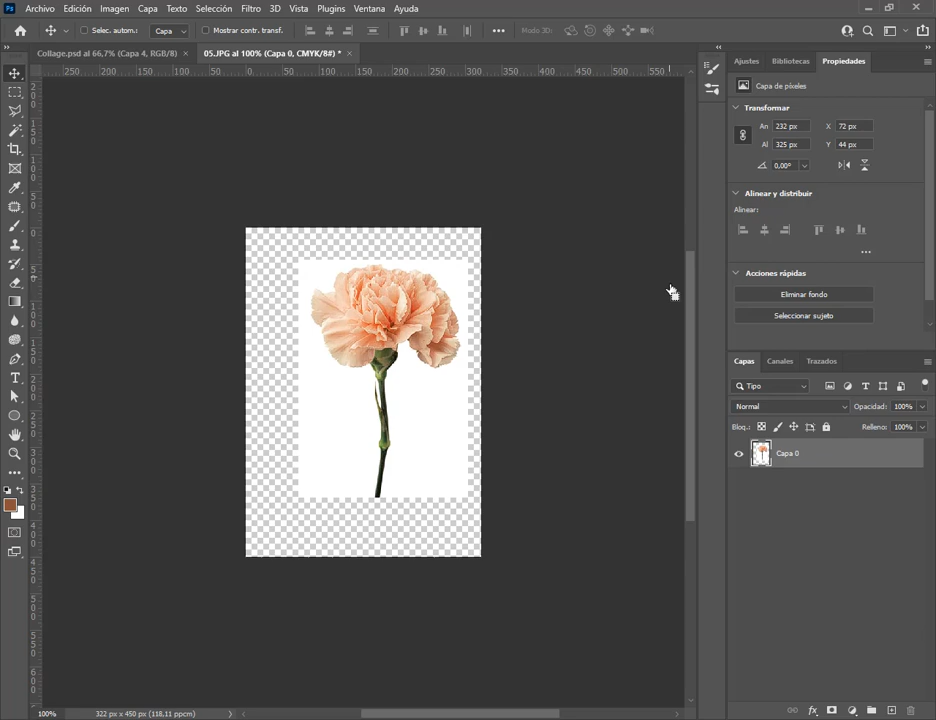 Ps Archivo Edición Imagen Capa Texto Selección Filtro 3D Vista Plugins Ventana Ayuda
Selec. autom.: Capa Mostrar contr. transf. Modo 3D:
Collage.psd al 66,7% (Capa 4, RGB/8) × 05.JPG al 100% (Capa 0, CMYK/8#) * ×
250 200 150 100 50 0 50 100 150 200 250 300 350 400 450 500 550
Ajustes Bibliotecas Propiedades
Capa de píxeles
Transformar
An 232 px X 72 px
Al 325 px Y 44 px
0,00°
Alinear y distribuir
Alinear:
Acciones rápidas
Eliminar fondo
Seleccionar sujeto
Capas Canales Trazados
Tipo
Normal Opacidad: 100%
Bloq.: Relleno: 100%
Capa 0
100% 322 px x 450 px (118,11 ppcm)